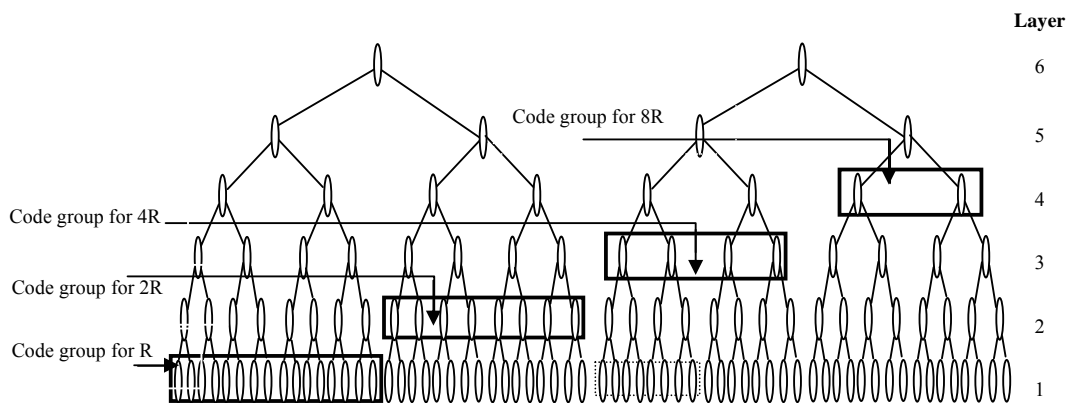 Layer
6
Code group for 8R
5
4
Code group for 4R
3
Code group for 2R
2
Code group for R
1